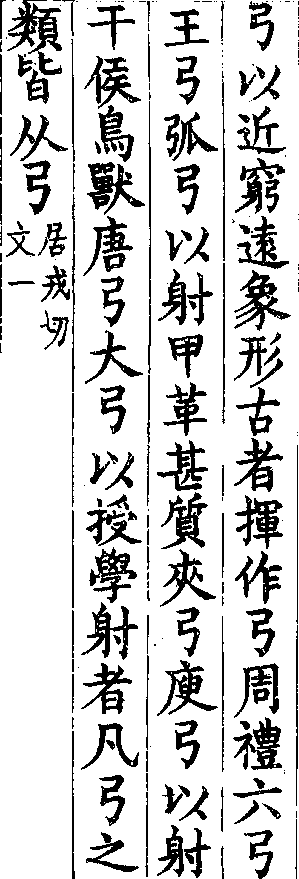 弓以近窮遠象形古者揮作弓周禮六弓
王弓弧弓以射甲革甚質夾弓庾弓以射
干侯鳥獸唐弓大弓以授學射者凡弓之
類皆从弓
居戎切
文一